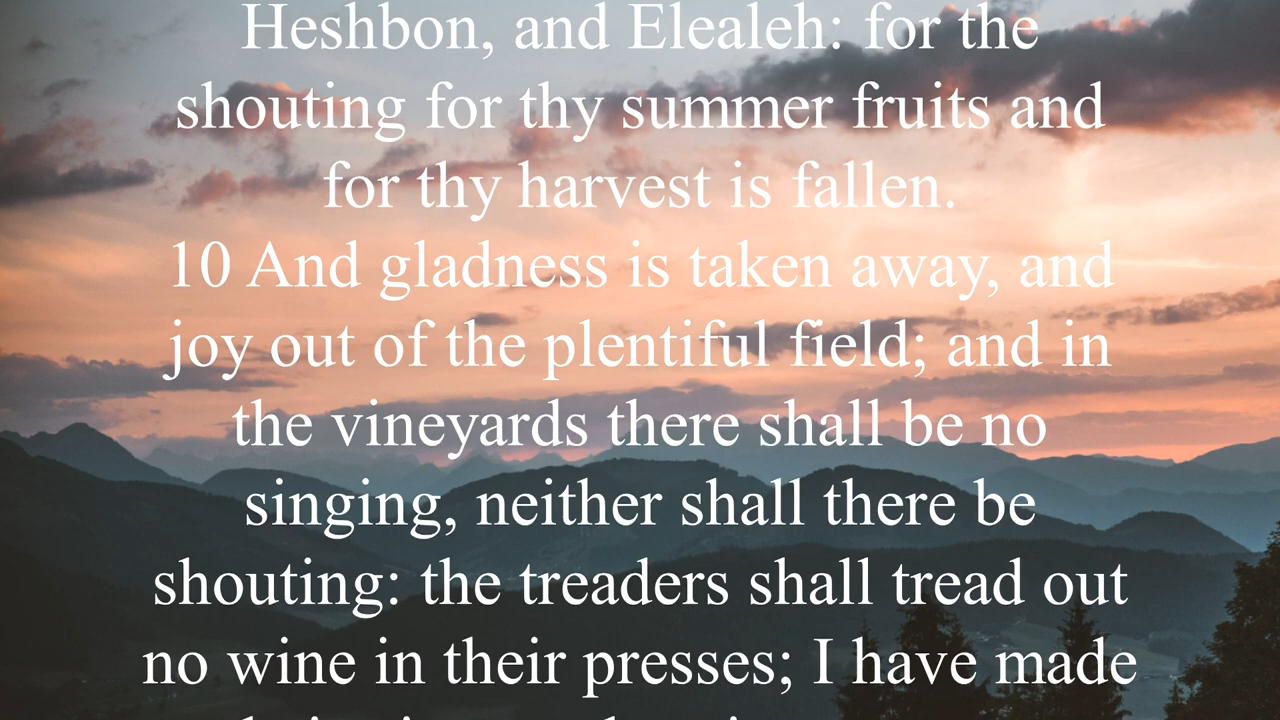 Heshbon, and Elealeh: for the
shouting for thy summer fruits and
for thy harvest is fallen.
10 And gladness is taken away, and
joy out of the plentiful field; and in
the vineyards there shall be no
singing, neither shall there be
shouting: the treaders shall tread out
no wine in their presses; I have made